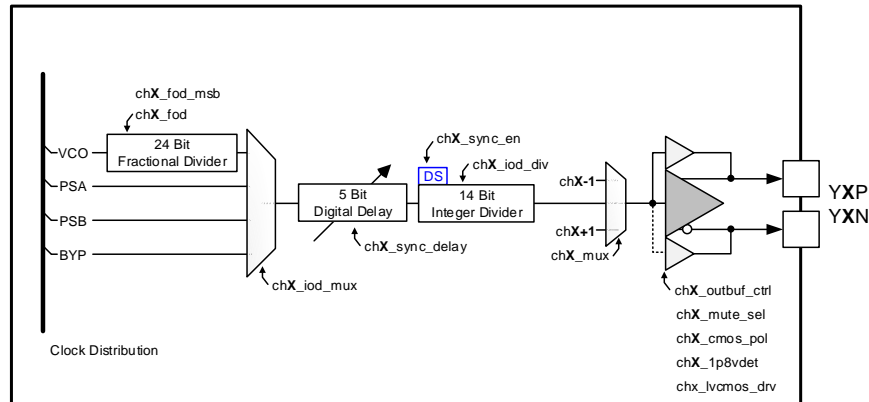 chX_fod_msb
chX_fod
VCO
24 Bit
Fractional Divider
PSA
PSB
BYP
chX_iod_mux
5 Bit
Digital Delay
chX_sync_delay
chX_sync_en
DS
chX_iod_div
14 Bit
Integer Divider
chX-1
chX+1
chX_mux
YXP
YXN
chX_outbuf_ctrl
chX_mute_sel
chX_cmos_pol
chX_1p8vdet
chx_lvcmos_drv
Clock Distribution